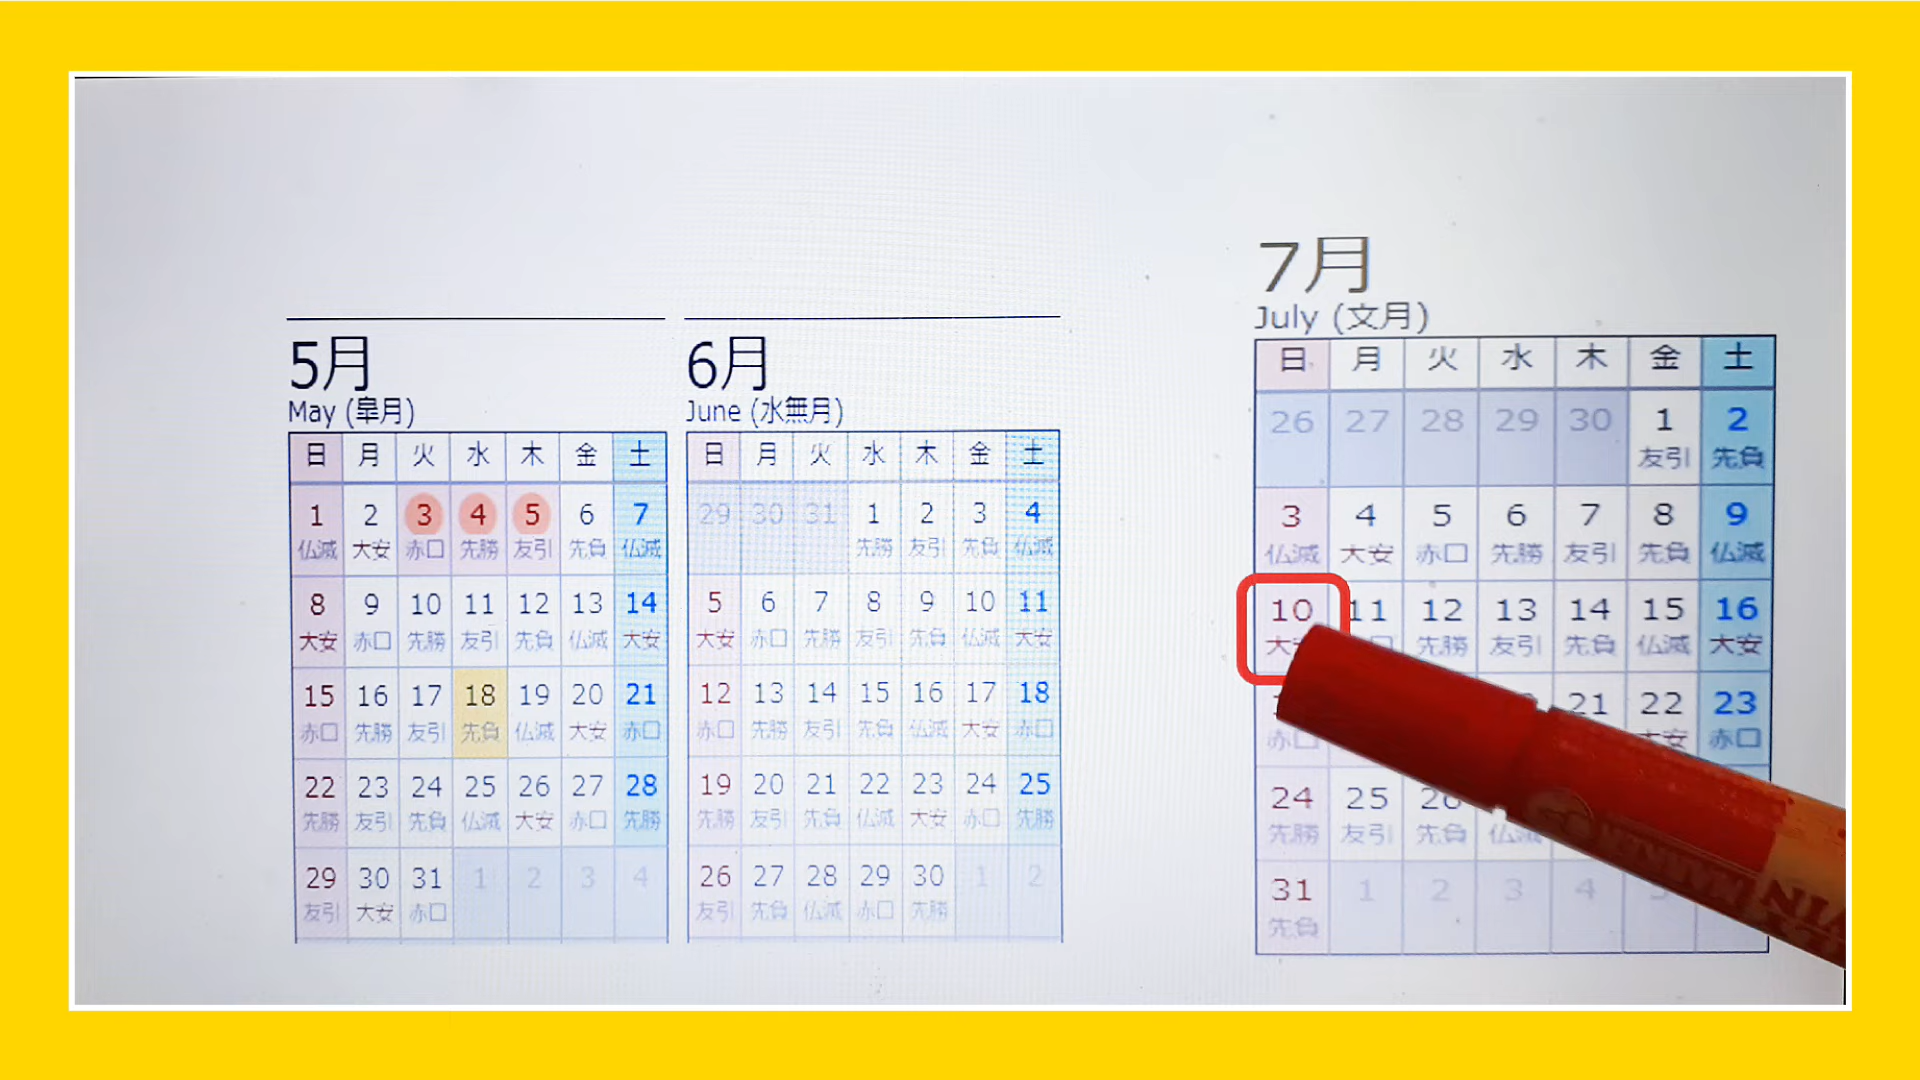 5月
May (皐月)
日 月 火 水 木 金 土
1 2 3 4 5 6 7
仏滅 大安 赤口 先勝 友引 先負 仏滅
8 9 10 11 12 13 14
大安 赤口 先勝 友引 先負 仏滅 大安
15 16 17 18 19 20 21
赤口 先勝 友引 先負 仏滅 大安 赤口
22 23 24 25 26 27 28
先勝 友引 先負 仏滅 大安 赤口 先勝
29 30 31 1 2 3 4
友引 大安 赤口
6月
June (水無月)
日 月 火 水 木 金 土
29 30 31 1 2 3 4
先勝 友引 先負 仏滅
5 6 7 8 9 10 11
大安 赤口 先勝 友引 先負 仏滅 大安
12 13 14 15 16 17 18
赤口 先勝 友引 先負 仏滅 大安 赤口
19 20 21 22 23 24 25
先勝 友引 先負 仏滅 大安 赤口 先勝
26 27 28 29 30 1 2
友引 先負 仏滅 赤口 先勝
7月
July (文月)
日 月 火 水 木 金 土
26 27 28 29 30 1 2
友引 先負
3 4 5 6 7 8 9
仏滅 大安 赤口 先勝 友引 先負 仏滅
10 11 12 13 14 15 16
大安 先勝 友引 先負 仏滅 大安
21 22 23
赤口 大安 赤口
24 25 26
先勝 友引 先負 仏滅
31 1 2 3 4
先負